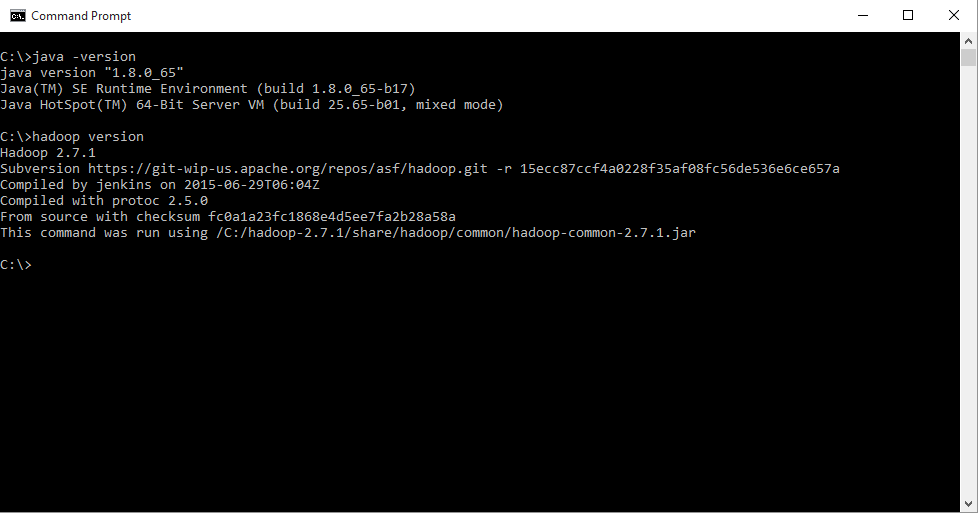 Command Prompt
C:\>java -version
java version "1.8.0_65"
Java(TM) SE Runtime Environment (build 1.8.0_65-b17)
Java HotSpot(TM) 64-Bit Server VM (build 25.65-b01, mixed mode)
C:\>hadoop version
Hadoop 2.7.1
Subversion https://git-wip-us.apache.org/repos/asf/hadoop.git -r 15ecc87ccf4a0228f35af08fc56de536e6ce657a
Compiled by jenkins on 2015-06-29T06:04Z
Compiled with protoc 2.5.0
From source with checksum fc0a1a23fc1868e4d5ee7fa2b28a58a
This command was run using /C:/hadoop-2.7.1/share/hadoop/common/hadoop-common-2.7.1.jar
C:\>